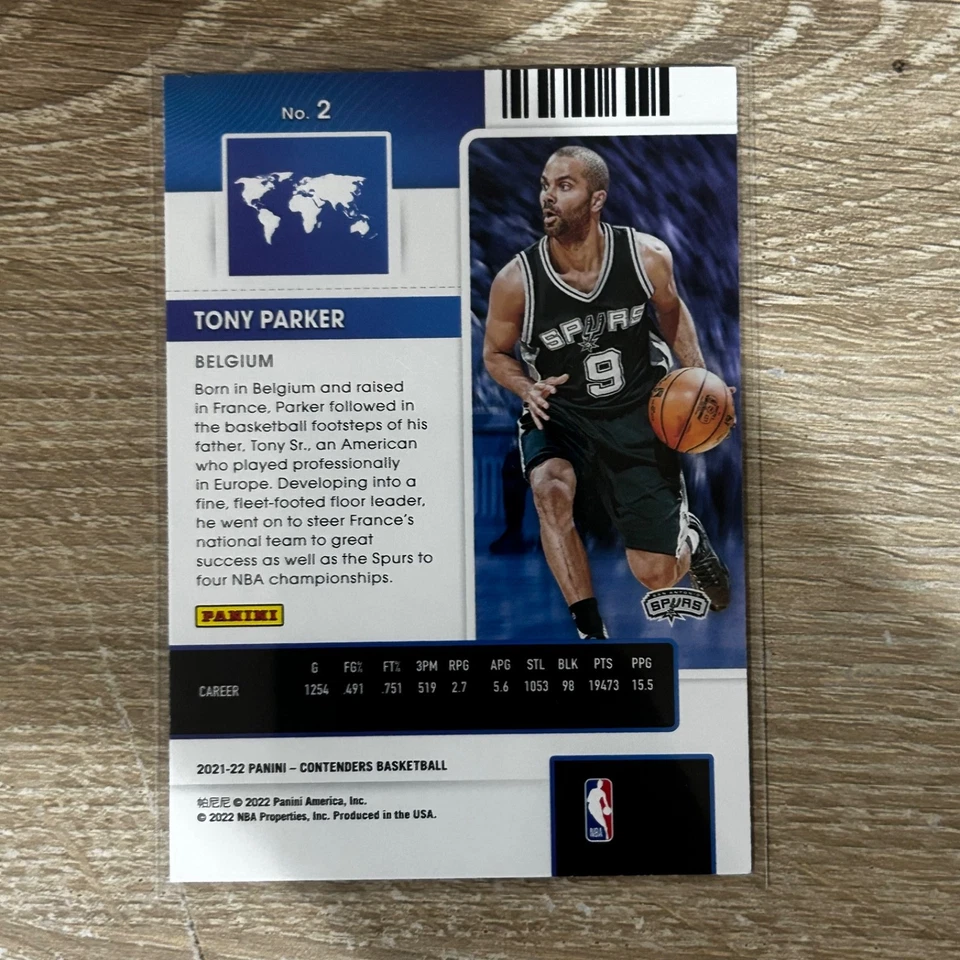 No. 2
TONY PARKER
BELGIUM
Born in Belgium and raised
in France, Parker followed in
the basketball footsteps of his
father, Tony Sr., an American
who played professionally
in Europe. Developing into a
fine, fleet-footed floor leader,
he went on to steer France's
national team to great
success as well as the Spurs to
four NBA championships.
PANINI
SPURS
9
SAN ANTONIO
SPURS
G FG% FT% 3PM RPG APG STL BLK PTS PPG
CAREER 1254 .491 .751 519 2.7 5.6 1053 98 19473 15.5
2021-22 PANINI – CONTENDERS BASKETBALL
帕尼尼 © 2022 Panini America, Inc.
© 2022 NBA Properties, Inc. Produced in the USA.
NBA